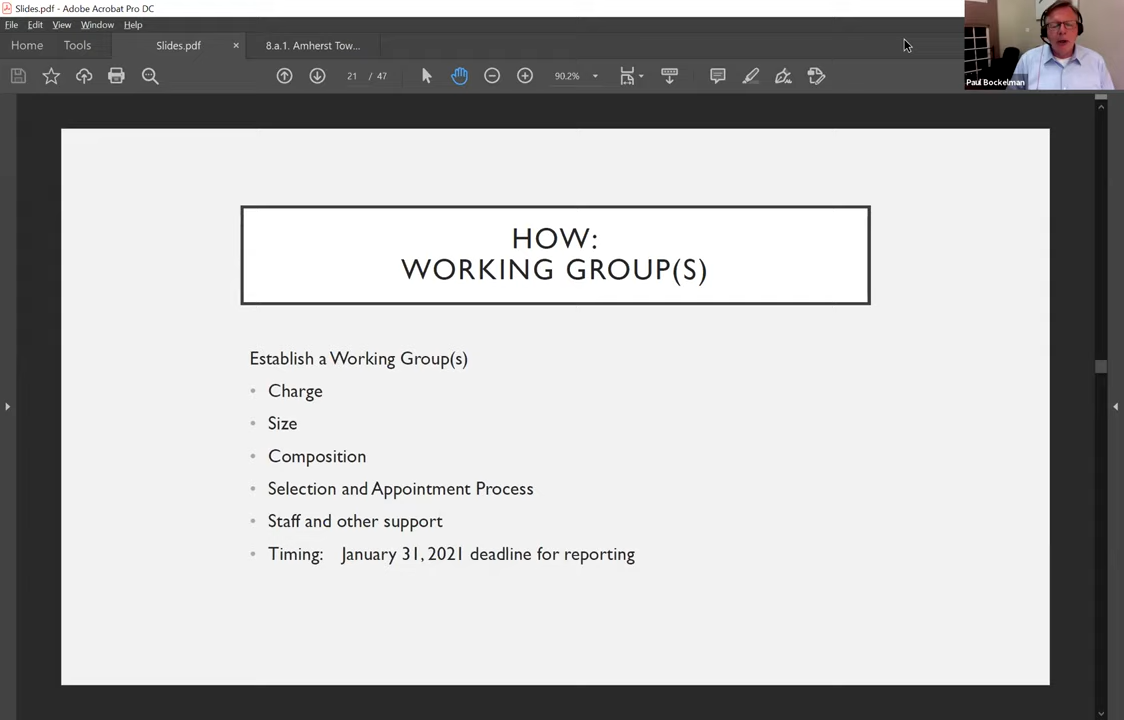 Slides.pdf - Adobe Acrobat Pro DC
File Edit View Window Help
Home Tools Slides.pdf × 8.a.1. Amherst Tow...
21 / 47 90.2%
Paul Bockelman
HOW:
WORKING GROUP(S)
Establish a Working Group(s)
• Charge
• Size
• Composition
• Selection and Appointment Process
• Staff and other support
• Timing: January 31, 2021 deadline for reporting